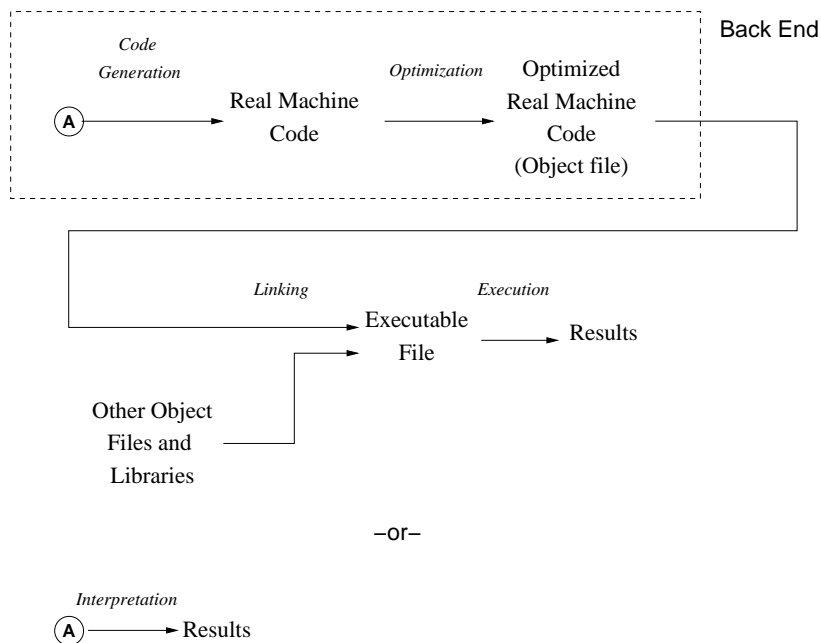 Back End
Code
Generation
Optimization
A
Real Machine
Code
Optimized
Real Machine
Code
(Object file)
Linking
Execution
Executable
File
Results
Other Object
Files and
Libraries
–or–
Interpretation
A
Results